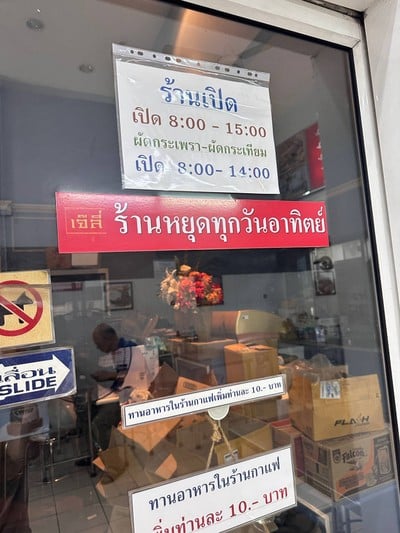 ร้านเปิด
เปิด 8:00 - 15:00
ผัดกระเพรา-ผัดกระเทียม
เปิด 8:00- 14:00
เจ๊ลี่ ร้านหยุดทุกวันอาทิตย์
เลื่อน
SLIDE
ทานอาหารในร้านกาแฟเพิ่มท่านละ 10.- บาท
FLASH
Falcon
ทานอาหารในร้านกาแฟ
เพิ่มท่านละ 10.- บาท